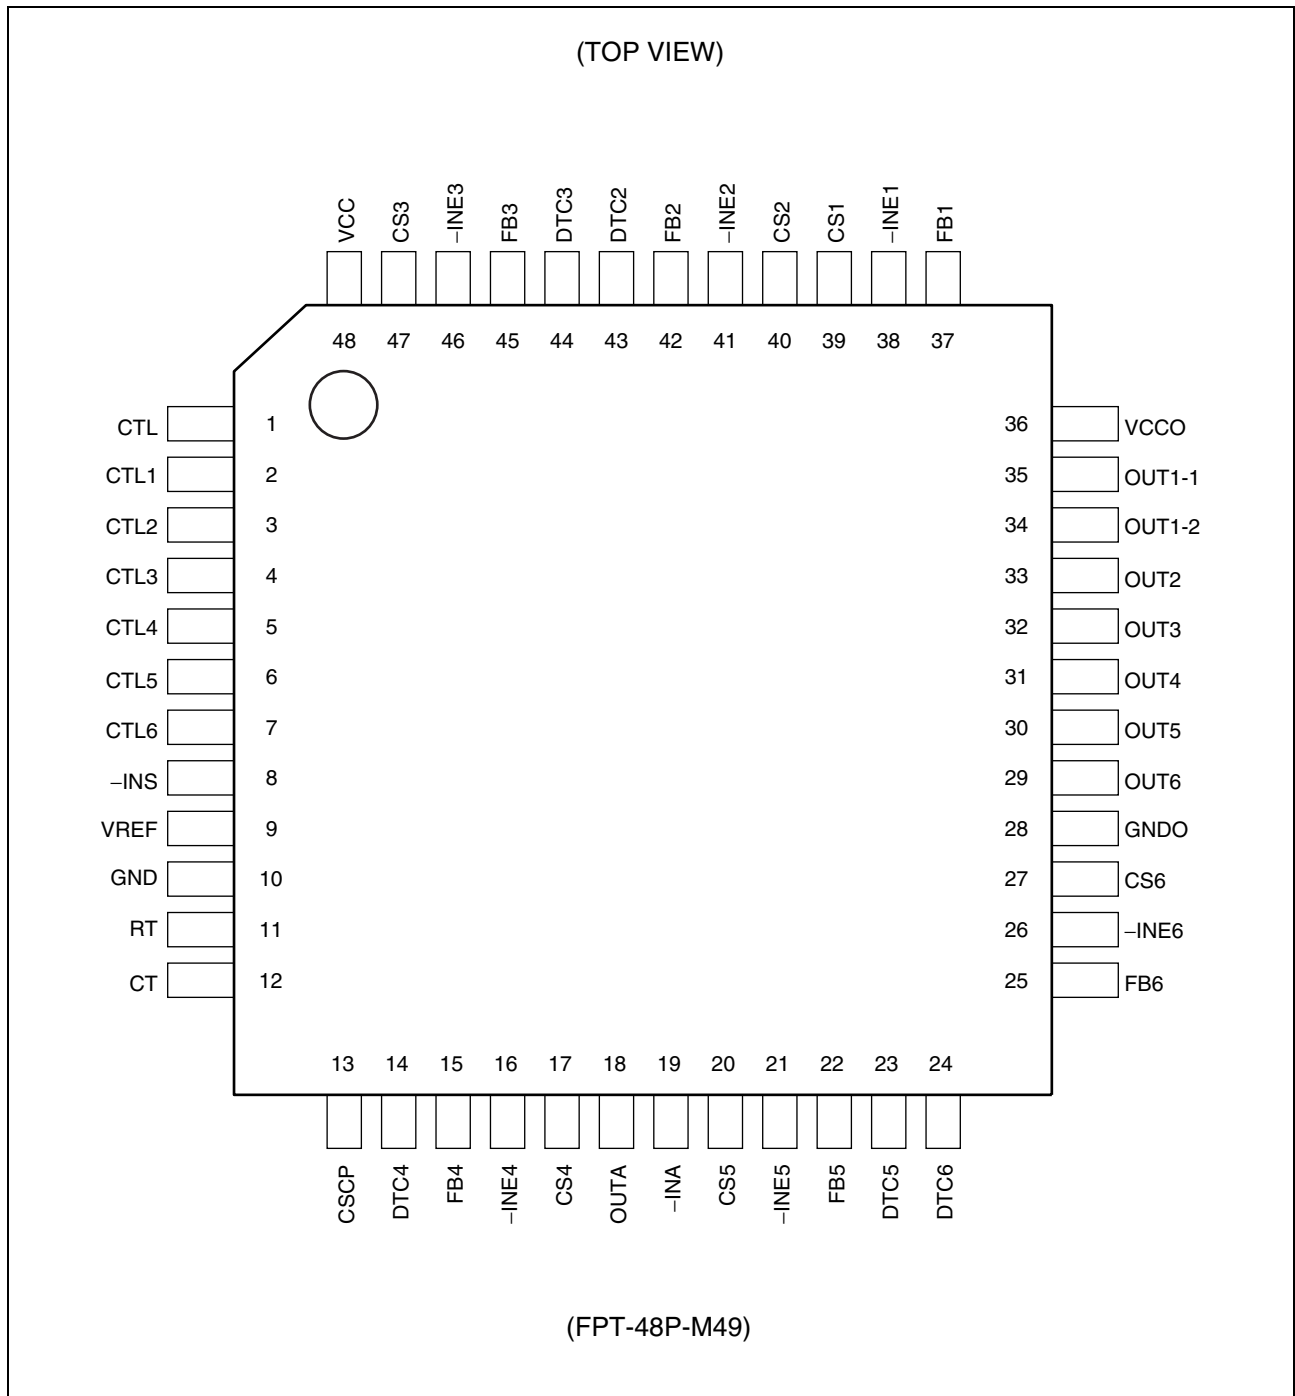 (TOP VIEW)
VCC CS3 –INE3 FB3 DTC3 DTC2 FB2 –INE2 CS2 CS1 –INE1 FB1
48 47 46 45 44 43 42 41 40 39 38 37
CTL 1 36 VCCO
CTL1 2 35 OUT1-1
CTL2 3 34 OUT1-2
CTL3 4 33 OUT2
CTL4 5 32 OUT3
CTL5 6 31 OUT4
CTL6 7 30 OUT5
–INS 8 29 OUT6
VREF 9 28 GNDO
GND 10 27 CS6
RT 11 26 –INE6
CT 12 25 FB6
13 14 15 16 17 18 19 20 21 22 23 24
CSCP DTC4 FB4 –INE4 CS4 OUTA –INA CS5 –INE5 FB5 DTC5 DTC6
(FPT-48P-M49)